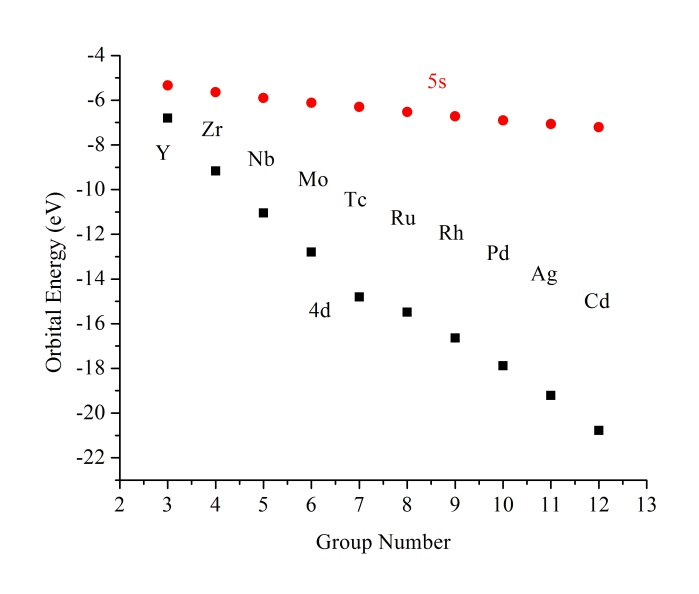 -4
-6
-8
-10
-12
-14
-16
-18
-20
-22
Orbital Energy (eV)
5s
Y
Zr
Nb
Mo
Tc
Ru
Rh
Pd
Ag
Cd
4d
2 3 4 5 6 7 8 9 10 11 12 13
Group Number